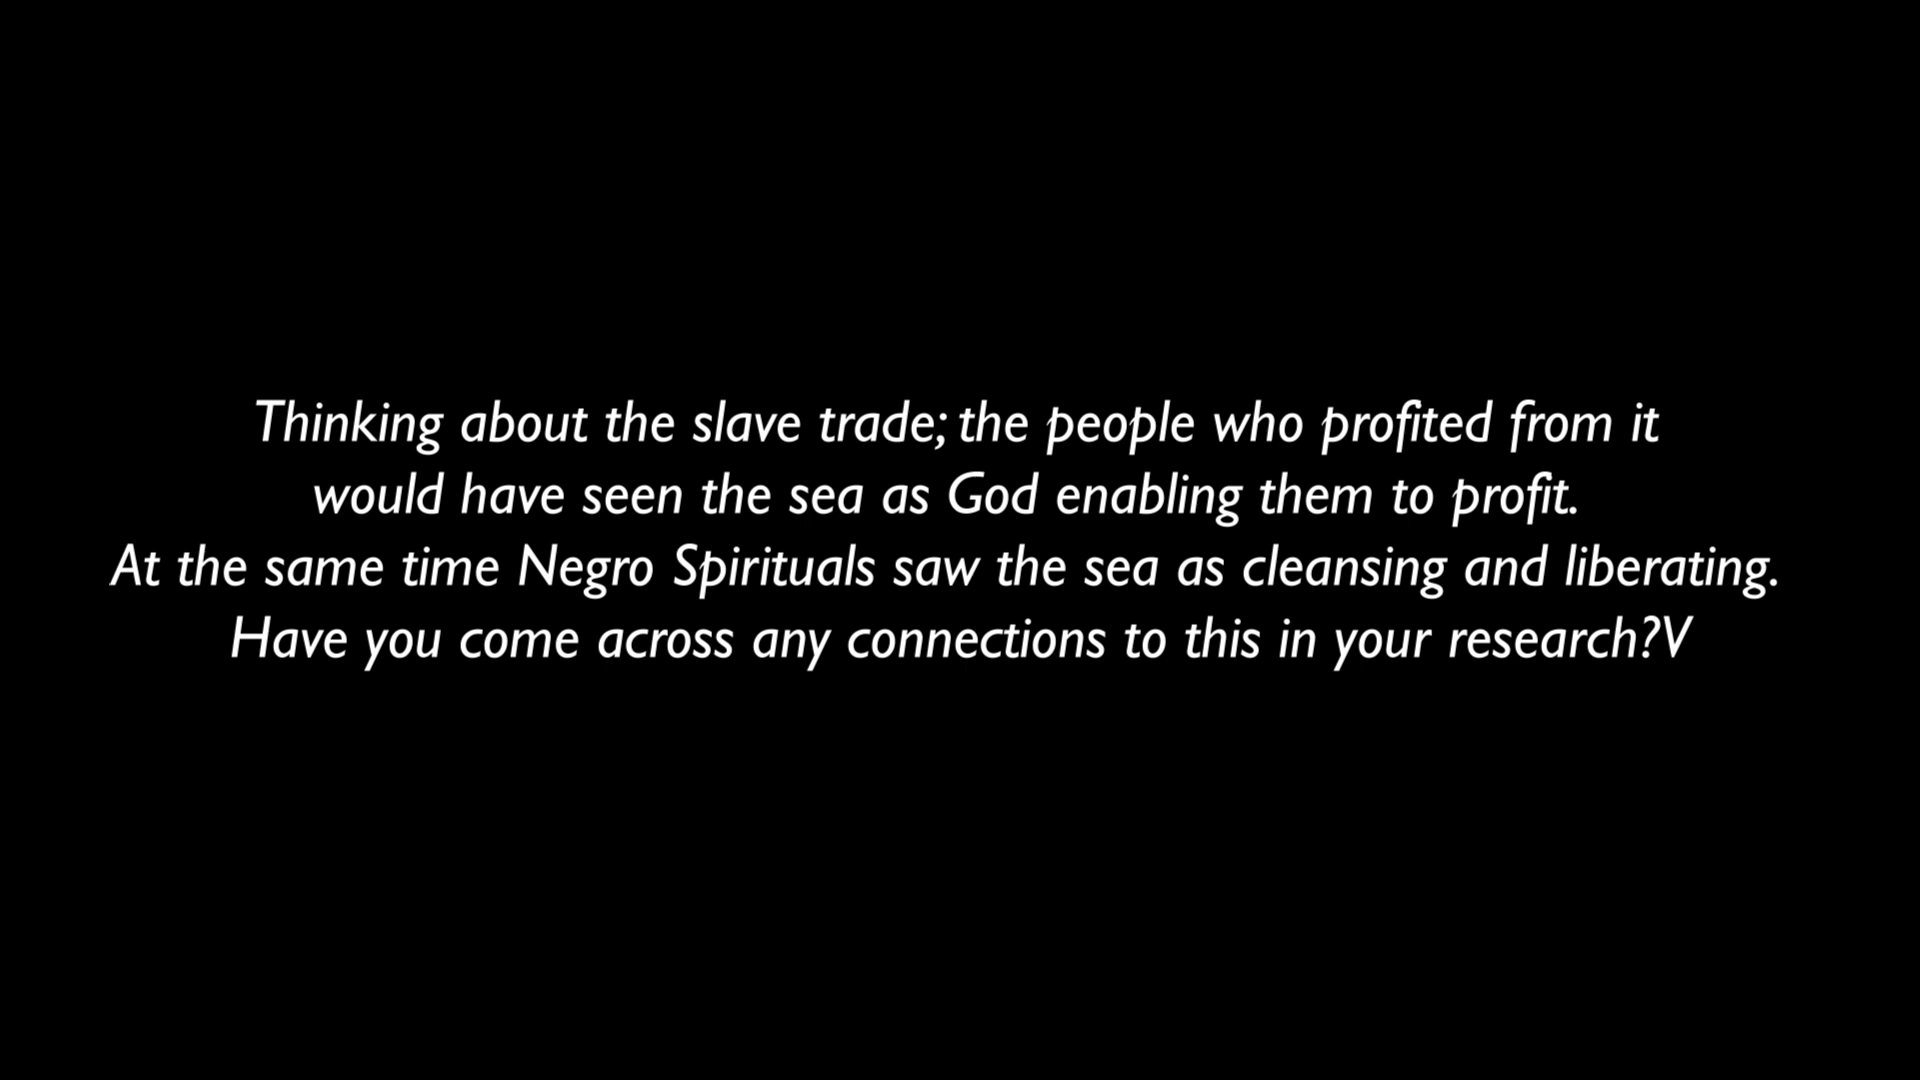 Thinking about the slave trade; the people who profited from it
would have seen the sea as God enabling them to profit.
At the same time Negro Spirituals saw the sea as cleansing and liberating.
Have you come across any connections to this in your research?V